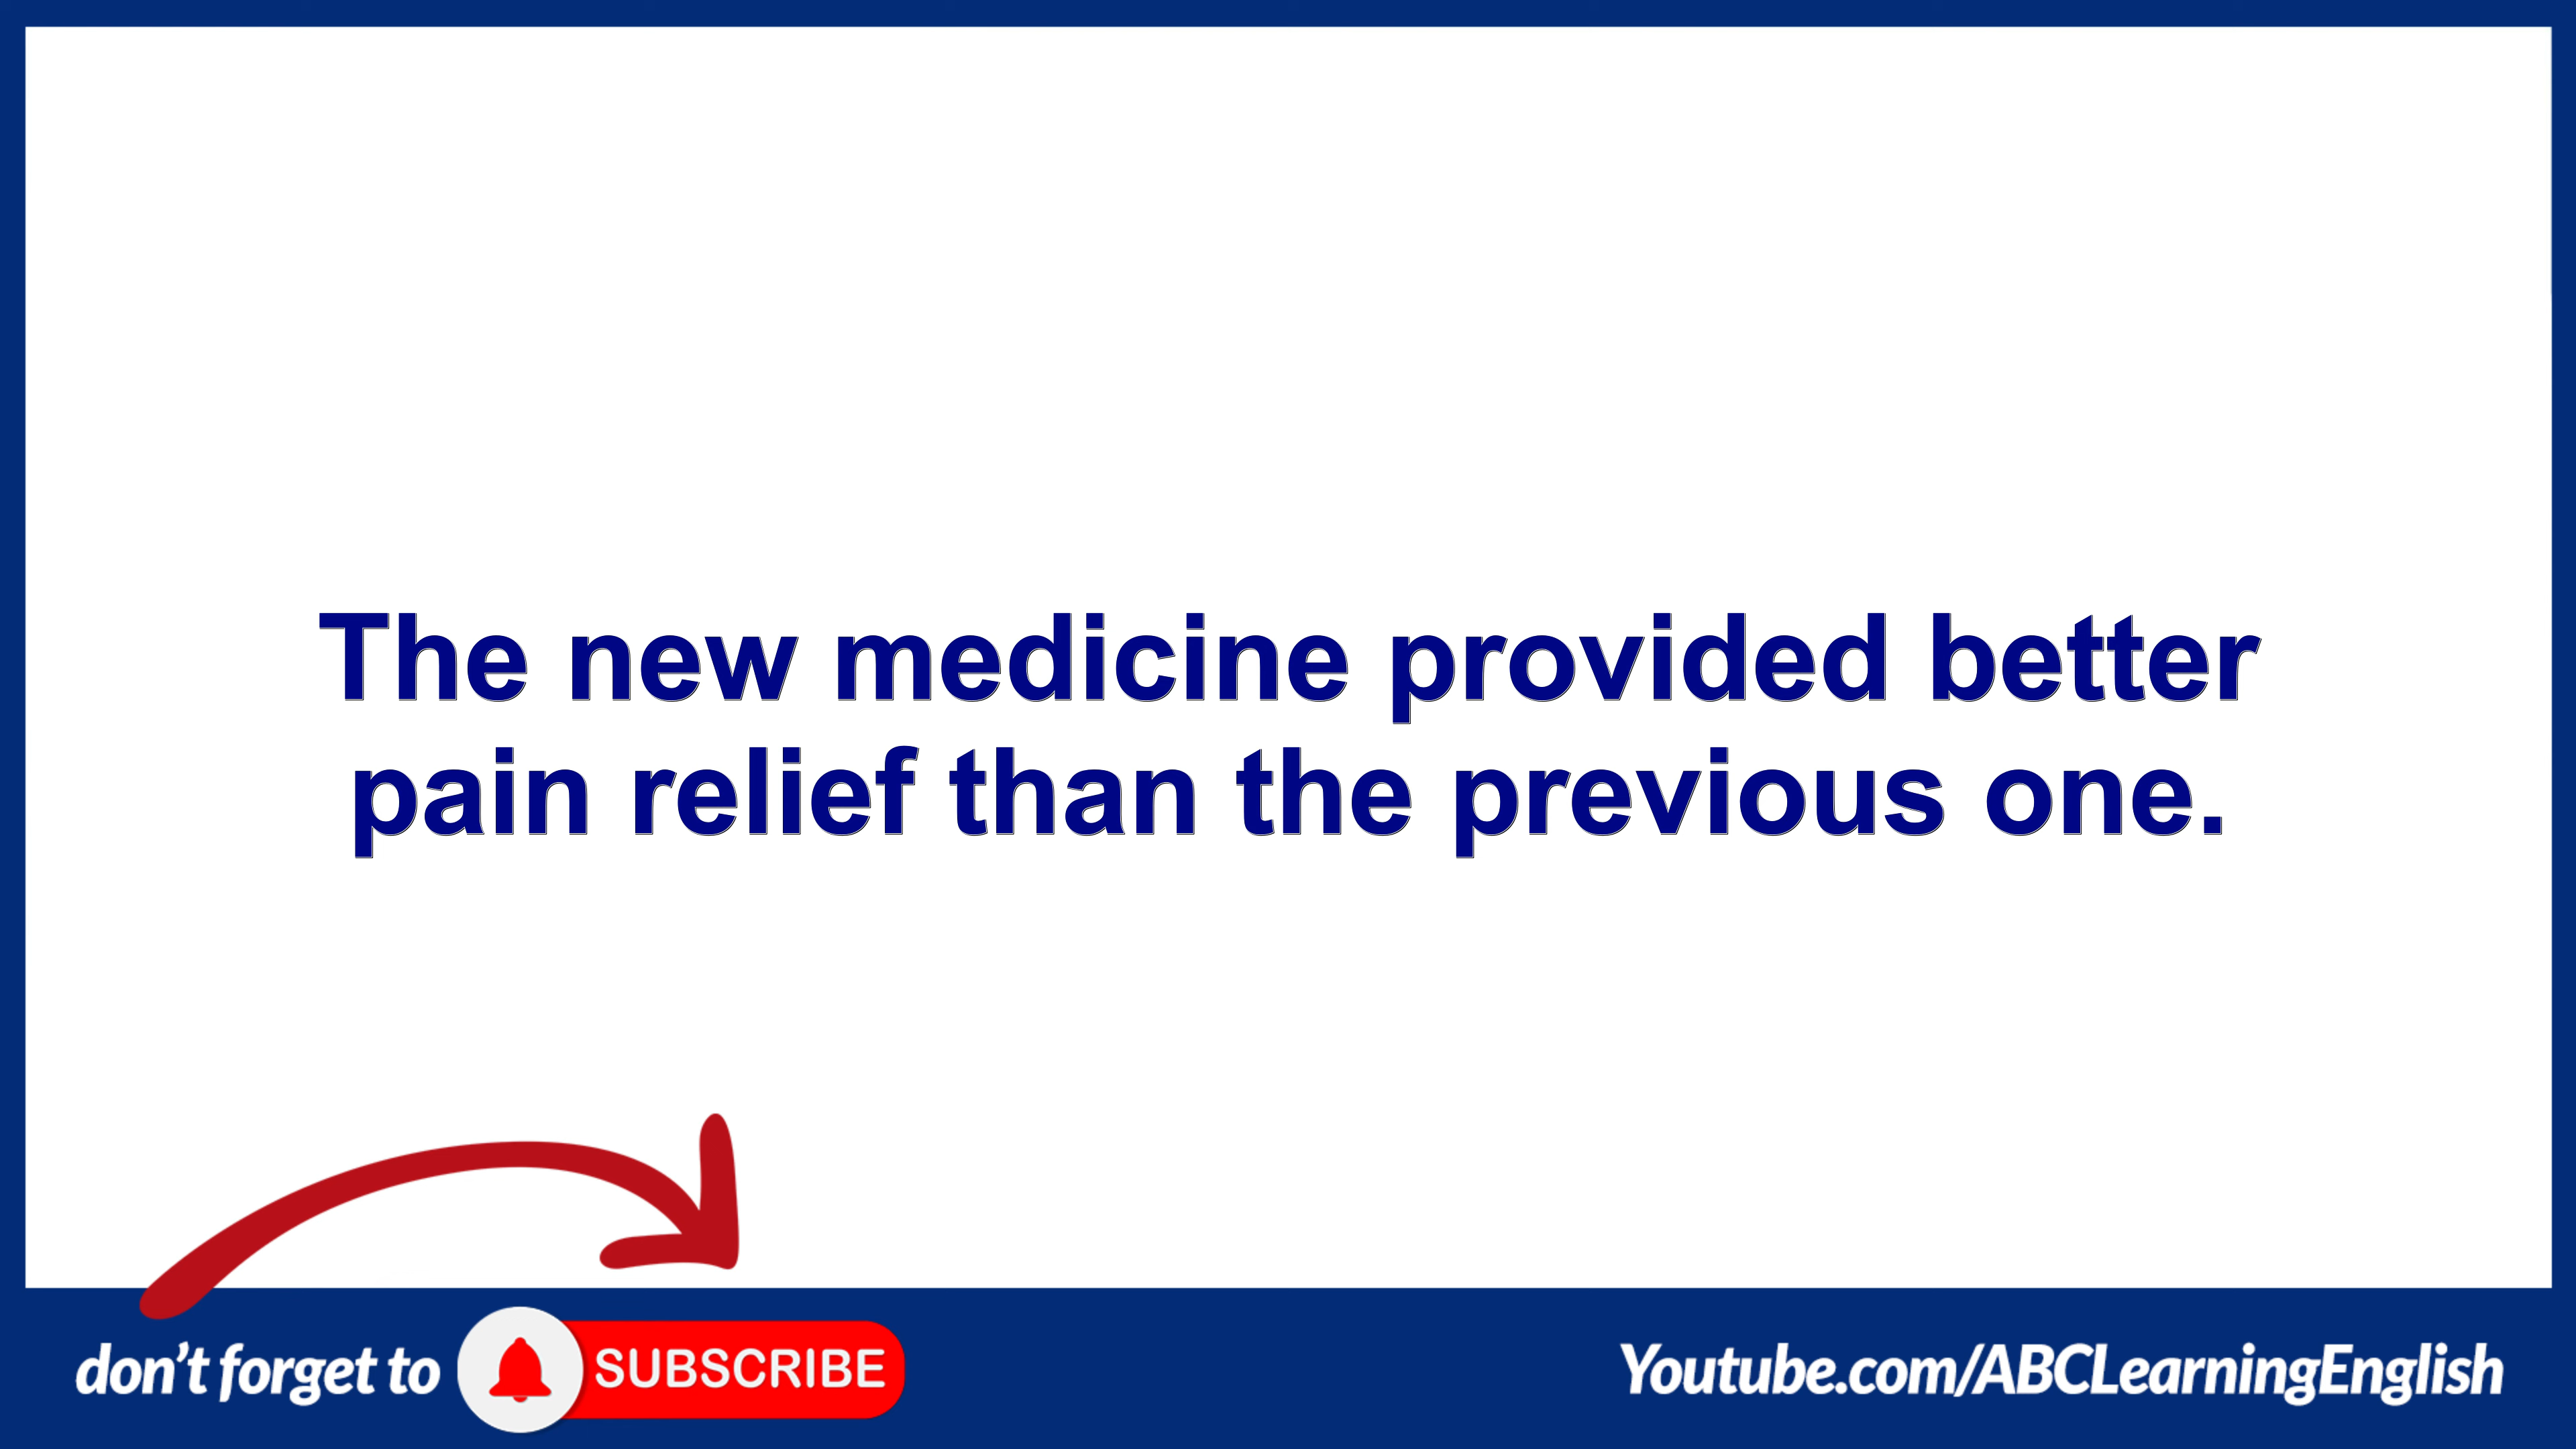 The new medicine provided better
pain relief than the previous one.
don't forget to SUBSCRIBE
Youtube.com/ABCLearningEnglish